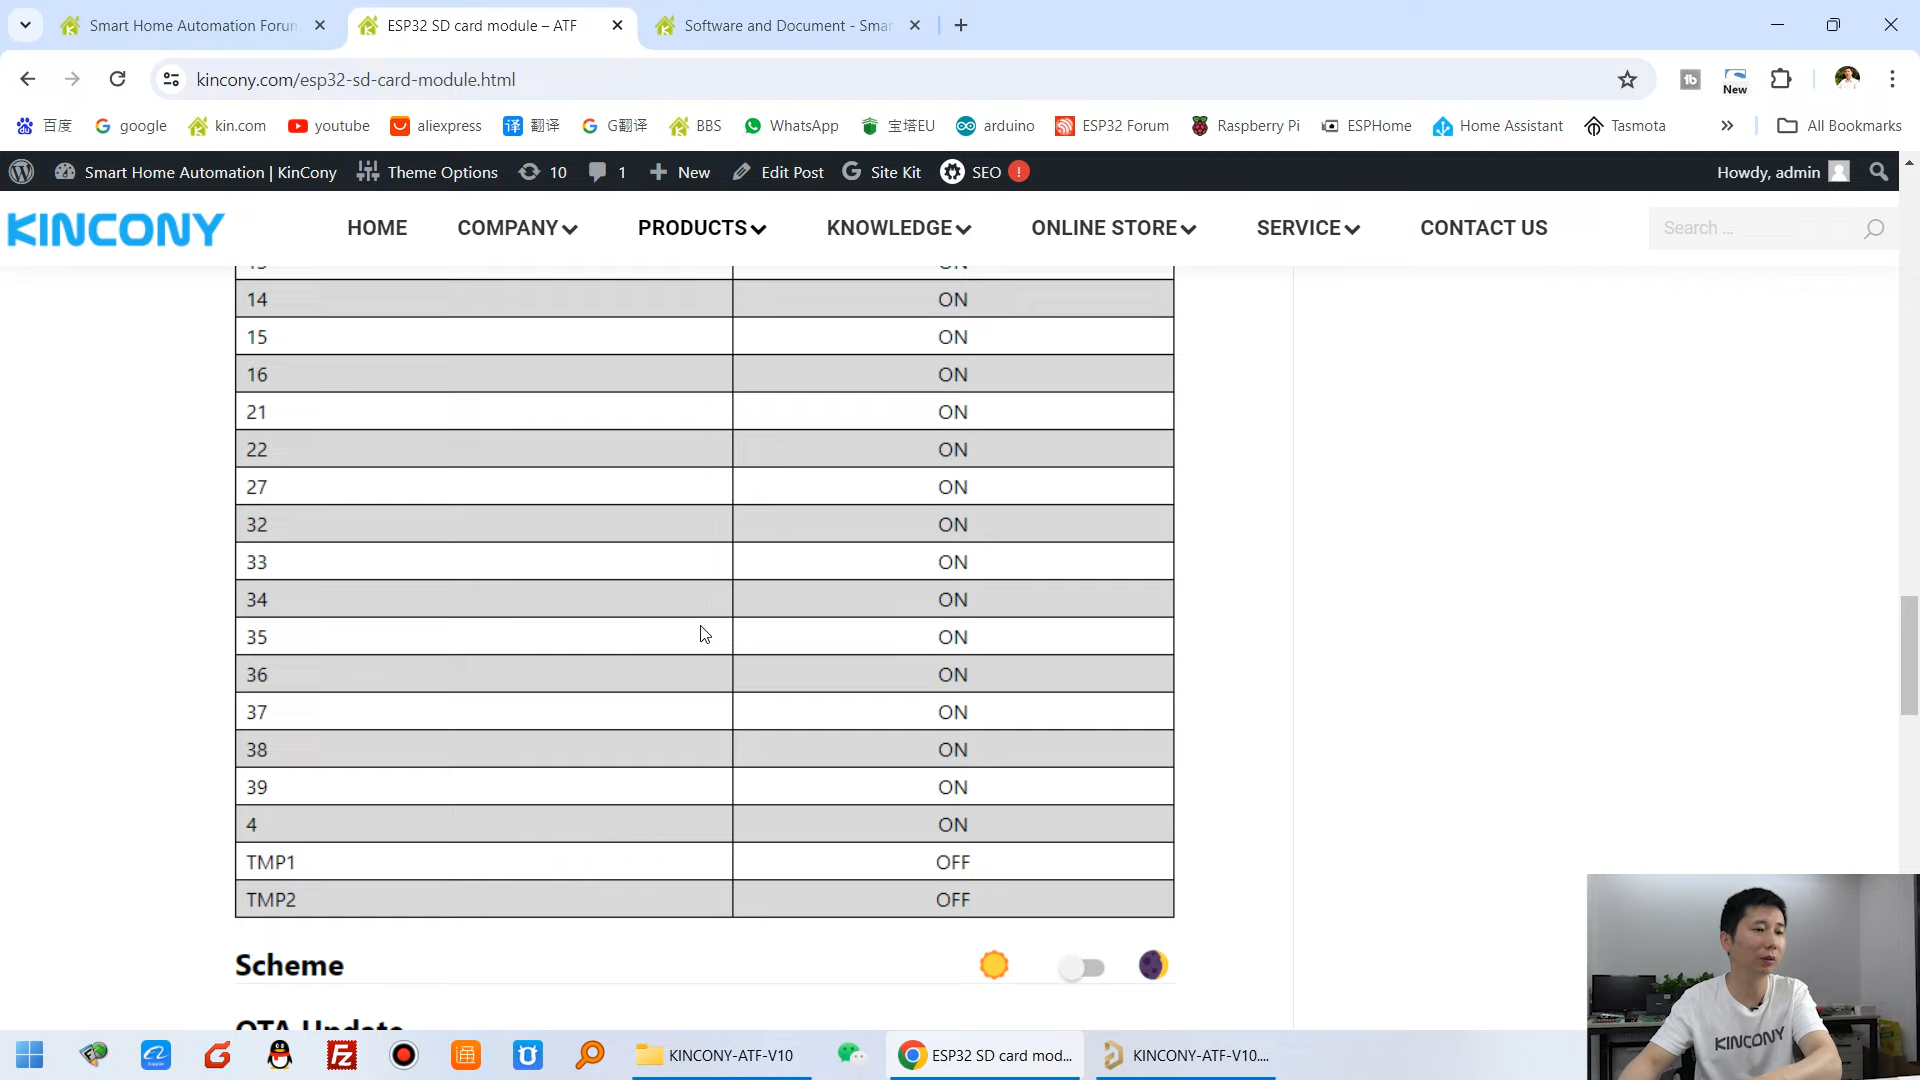 Smart Home Automation Forun
ESP32 SD card module – ATF
Software and Document - Smar
kincony.com/esp32-sd-card-module.html
New
百度
google
kin.com
youtube
aliexpress
译 翻译
G翻译
BBS
WhatsApp
宝塔EU
arduino
ESP32 Forum
Raspberry Pi
ESPHome
Home Assistant
Tasmota
All Bookmarks
Smart Home Automation | KinCony
Theme Options
10
1
New
Edit Post
Site Kit
SEO !
Howdy, admin
KINCONY
HOME
COMPANY
PRODUCTS
KNOWLEDGE
ONLINE STORE
SERVICE
CONTACT US
Search ...
14 ON
15 ON
16 ON
21 ON
22 ON
27 ON
32 ON
33 ON
34 ON
35 ON
36 ON
37 ON
38 ON
39 ON
4 ON
TMP1 OFF
TMP2 OFF
Scheme
OTA Update
KINCONY
KINCONY-ATF-V10
ESP32 SD card mod...
KINCONY-ATF-V10....